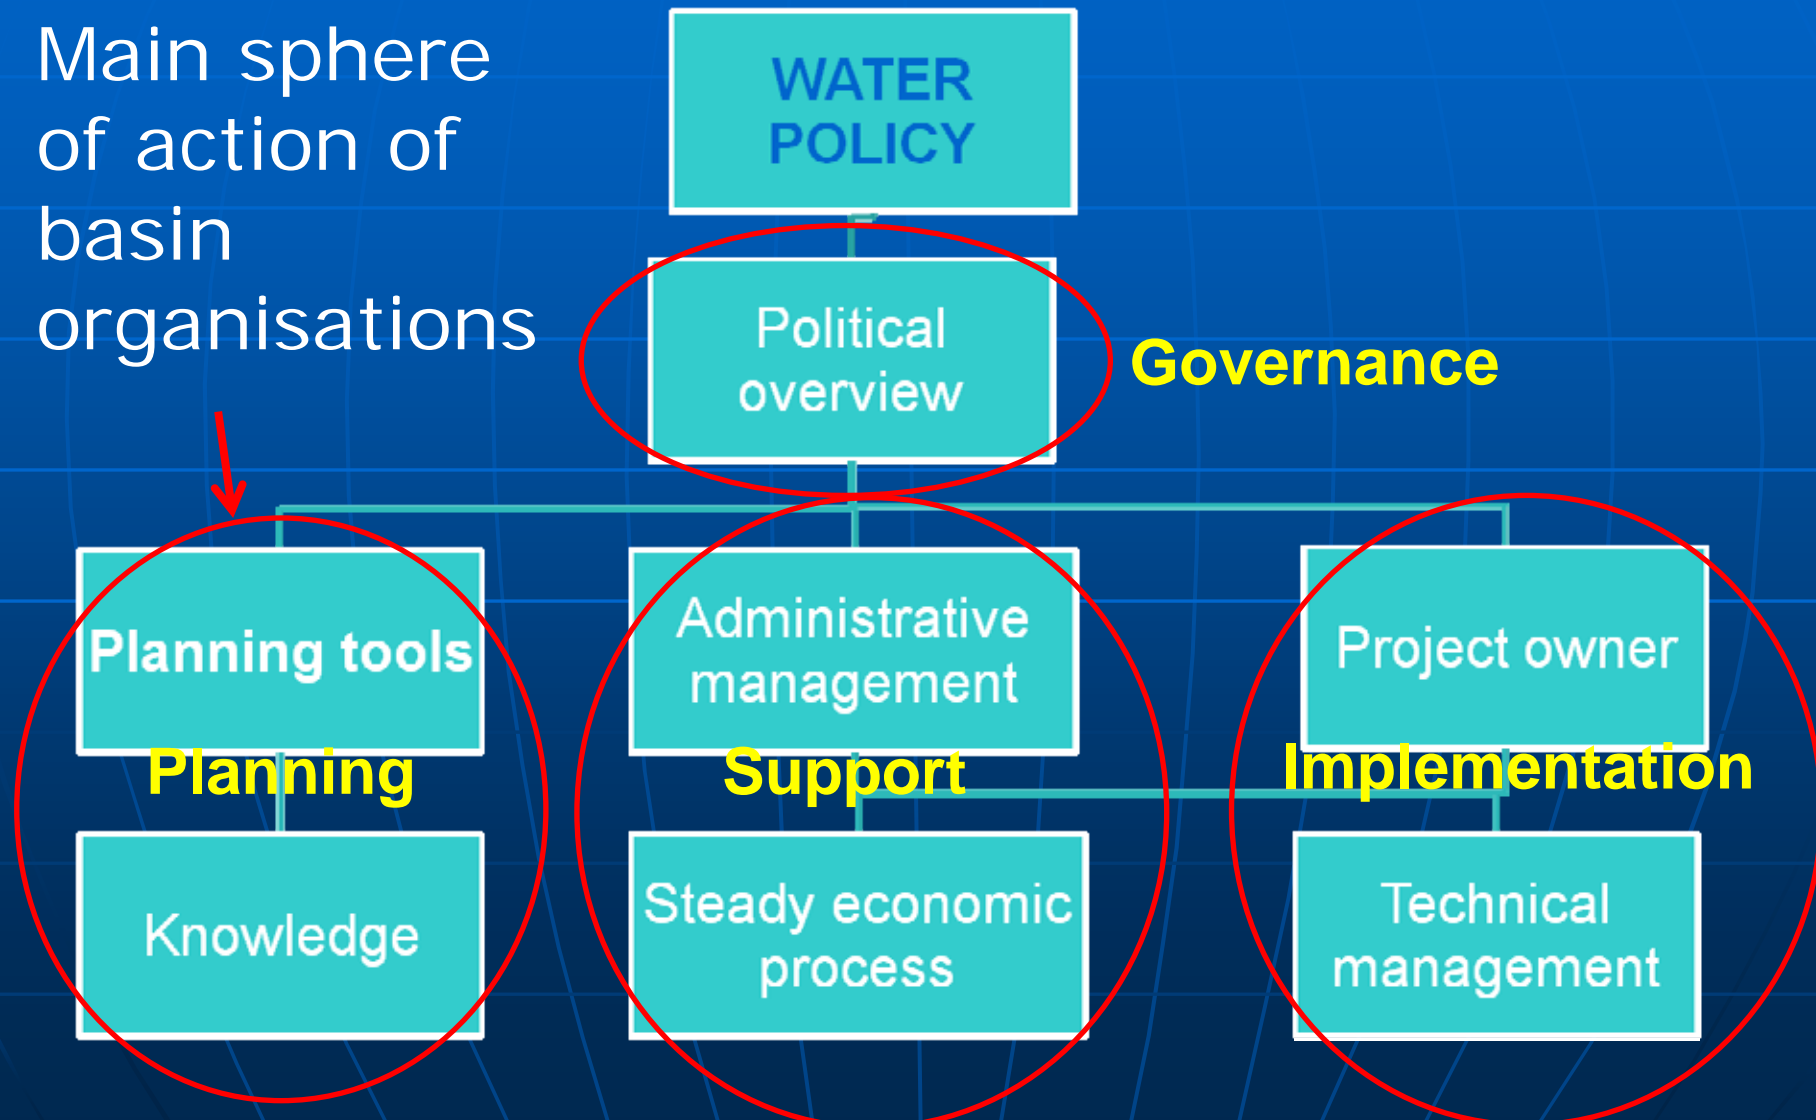 Main sphere
of action of
basin
organisations
WATER
POLICY
Political
overview
Governance
Planning tools
Administrative
management
Project owner
Planning
Support
Implementation
Knowledge
Steady economic
process
Technical
management